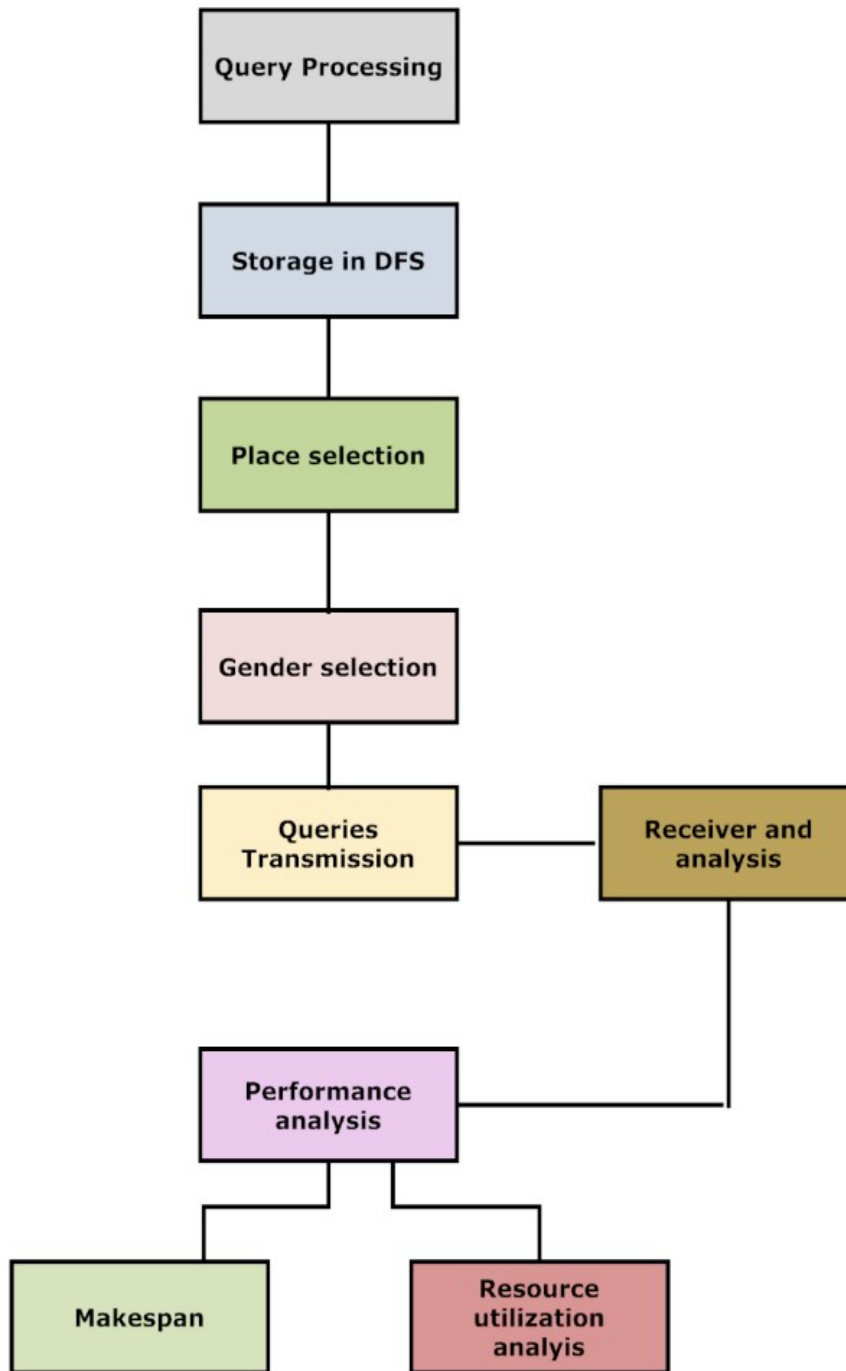 Query Processing
Storage in DFS
Place selection
Gender selection
Queries
Transmission
Receiver and
analysis
Performance
analysis
Makespan
Resource
utilization
analyis